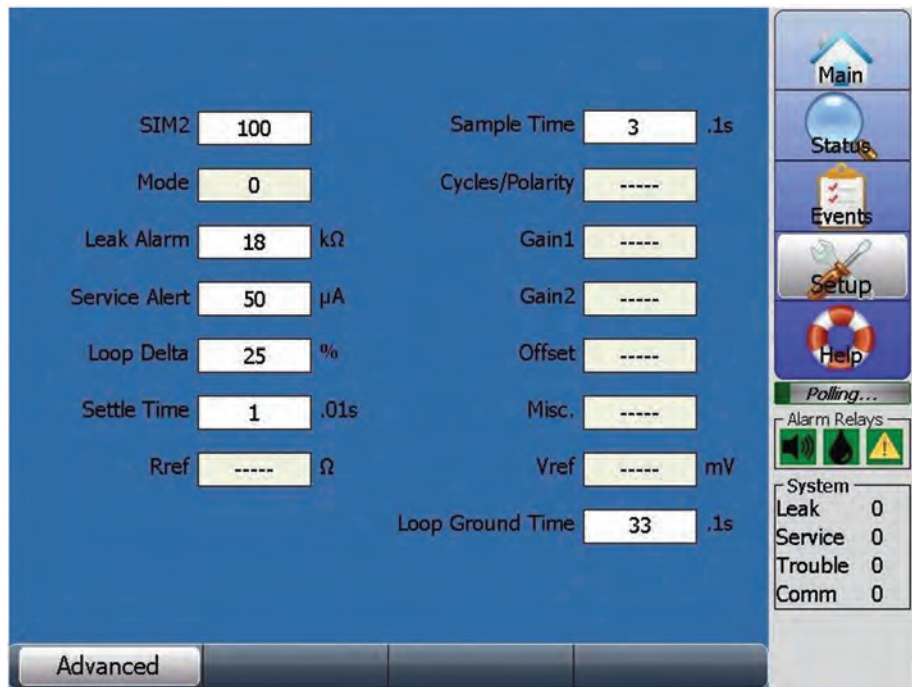 SIM2 100
Mode 0
Leak Alarm 18 kΩ
Service Alert 50 µA
Loop Delta 25 %
Settle Time 1 .01s
Rref ----- Ω
Sample Time 3 .1s
Cycles/Polarity -----
Gain1 -----
Gain2 -----
Offset -----
Misc. -----
Vref ----- mV
Loop Ground Time 33 .1s
Advanced
Main
Status
Events
Setup
Help
Polling...
Alarm Relays
System
Leak 0
Service 0
Trouble 0
Comm 0